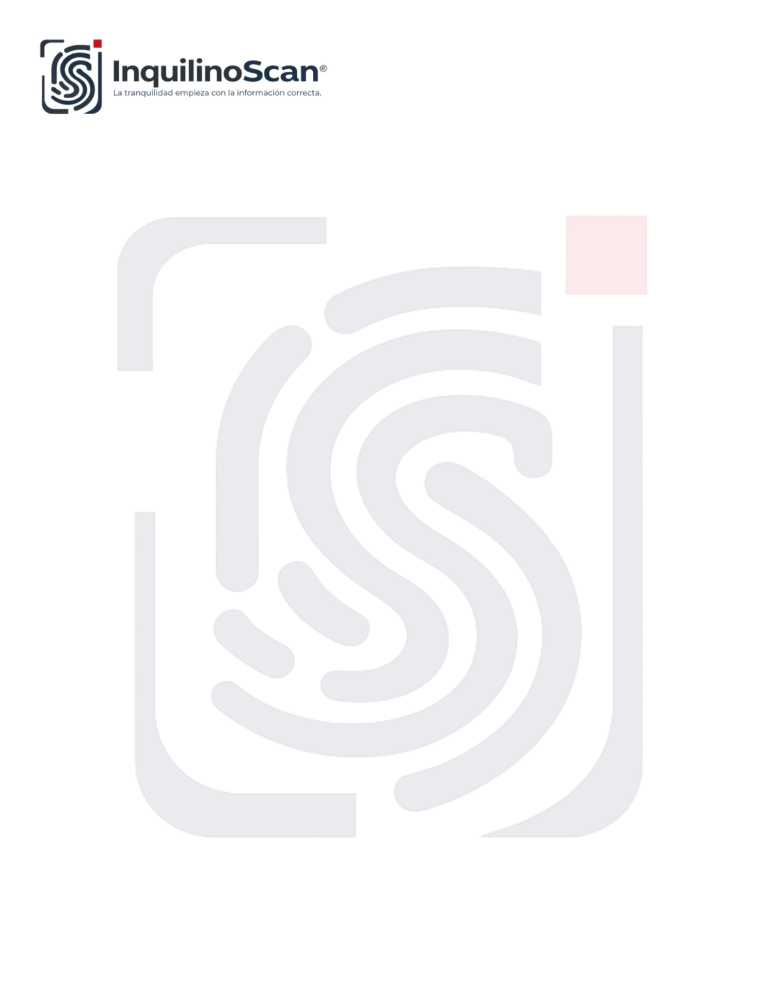 InquilinoScan®
La tranquilidad empieza con la información correcta.